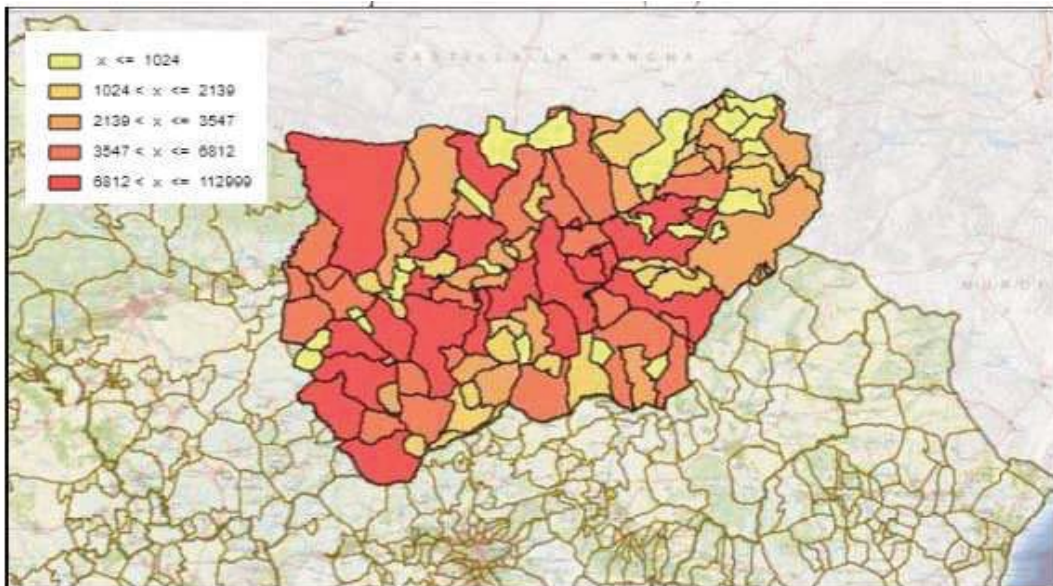 CASTILLA-LA MANCHA
x <= 1024
1024 < x <= 2139
2139 < x <= 3547
3547 < x <= 6812
6812 < x <= 112999